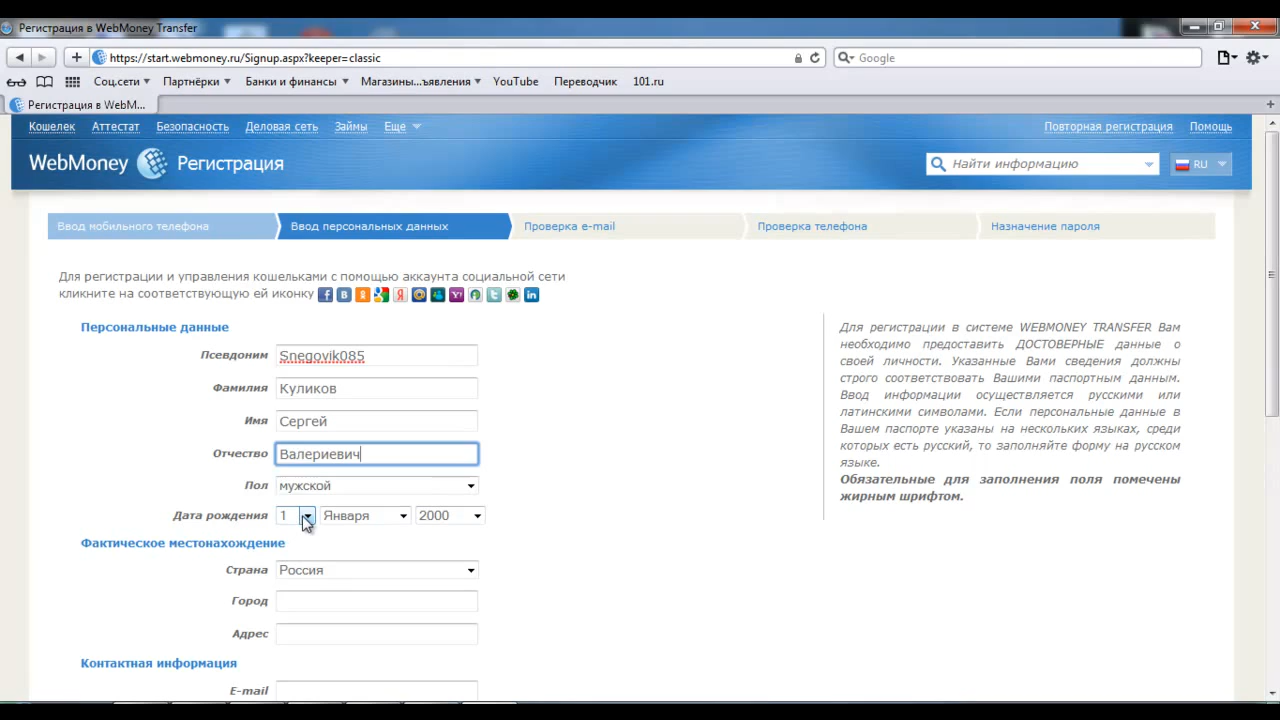 Регистрация в WebMoney Transfer
https://start.webmoney.ru/Signup.aspx?keeper=classic
Google
Соц.сети
Партнёрки
Банки и финансы
Магазины...ъявления
YouTube
Переводчик
101.ru
Регистрация в WebM...
Кошелек
Аттестат
Безопасность
Деловая сеть
Займы
Еще
Повторная регистрация
Помощь
WebMoney
Регистрация
Найти информацию
RU
Ввод мобильного телефона
Ввод персональных данных
Проверка e-mail
Проверка телефона
Назначение пароля
Для регистрации и управления кошельками с помощью аккаунта социальной сети
кликните на соответствующую ей иконку
Персональные данные
Псевдоним Snegovik085
Фамилия Куликов
Имя Сергей
Отчество Валериевич
Пол мужской
Дата рождения 1 Января 2000
Фактическое местонахождение
Страна Россия
Город
Адрес
Контактная информация
E-mail
Для регистрации в системе WEBMONEY TRANSFER Вам
необходимо предоставить ДОСТОВЕРНЫЕ данные о
своей личности. Указанные Вами сведения должны
строго соответствовать Вашими паспортным данным.
Ввод информации осуществляется русскими или
латинскими символами. Если персональные данные в
Вашем паспорте указаны на нескольких языках, среди
которых есть русский, то заполняйте форму на русском
языке.
Обязательные для заполнения поля помечены
жирным шрифтом.